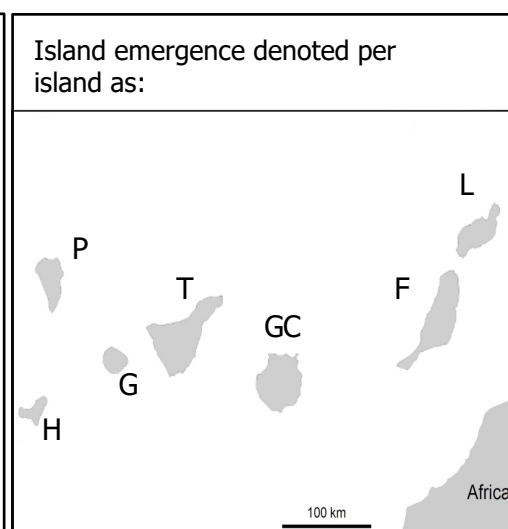 Island emergence denoted per
island as:
L
P
T
F
GC
G
H
Africa
100 km